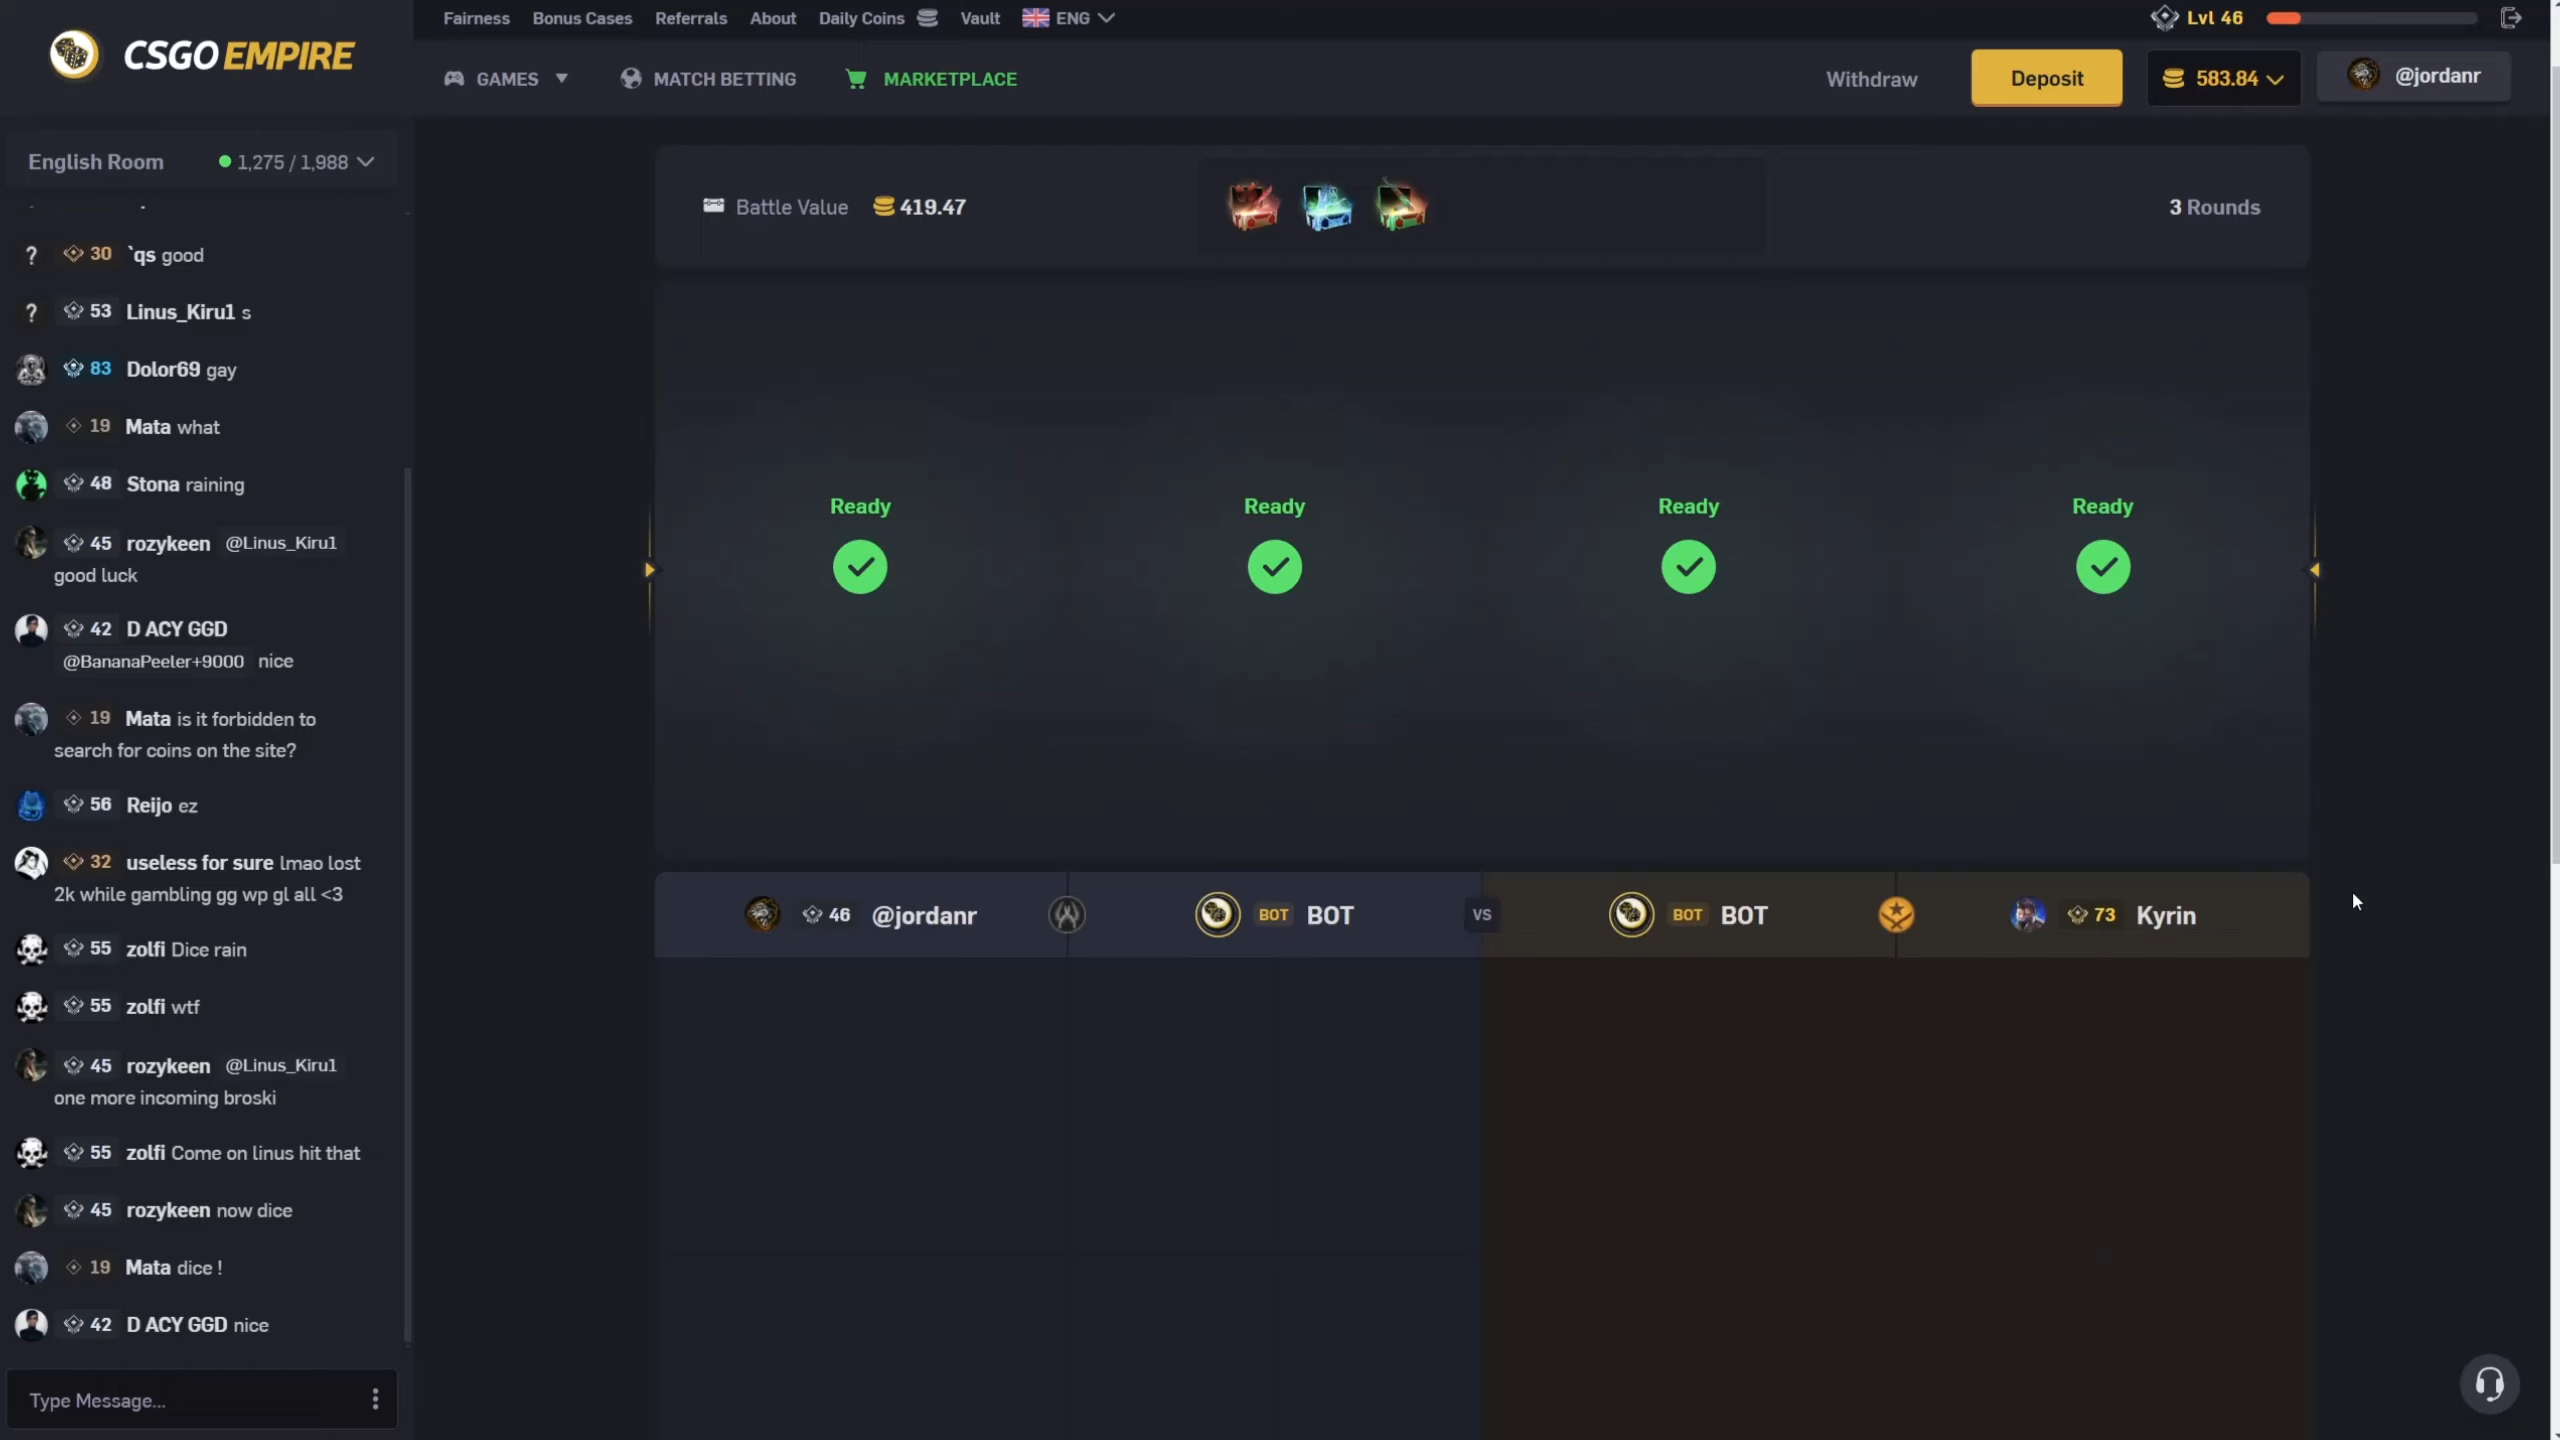 Fairness Bonus Cases Referrals About Daily Coins Vault ENG Lvl 46
CSGOEMPIRE
GAMES MATCH BETTING MARKETPLACE Withdraw Deposit 583.84 @jordanr
English Room 1,275 / 1,988
? 30 `qs good
? 53 Linus_Kiru1 s
83 Dolor69 gay
19 Mata what
48 Stona raining
45 rozykeen @Linus_Kiru1
good luck
42 D ACY GGD
@BananaPeeler+9000 nice
19 Mata is it forbidden to
search for coins on the site?
56 Reijo ez
32 useless for sure lmao lost
2k while gambling gg wp gl all <3
55 zolfi Dice rain
55 zolfi wtf
45 rozykeen @Linus_Kiru1
one more incoming broski
55 zolfi Come on linus hit that
45 rozykeen now dice
19 Mata dice !
42 D ACY GGD nice
Type Message...
Battle Value 419.47 3 Rounds
Ready Ready Ready Ready
46 @jordanr BOT BOT VS BOT BOT 73 Kyrin